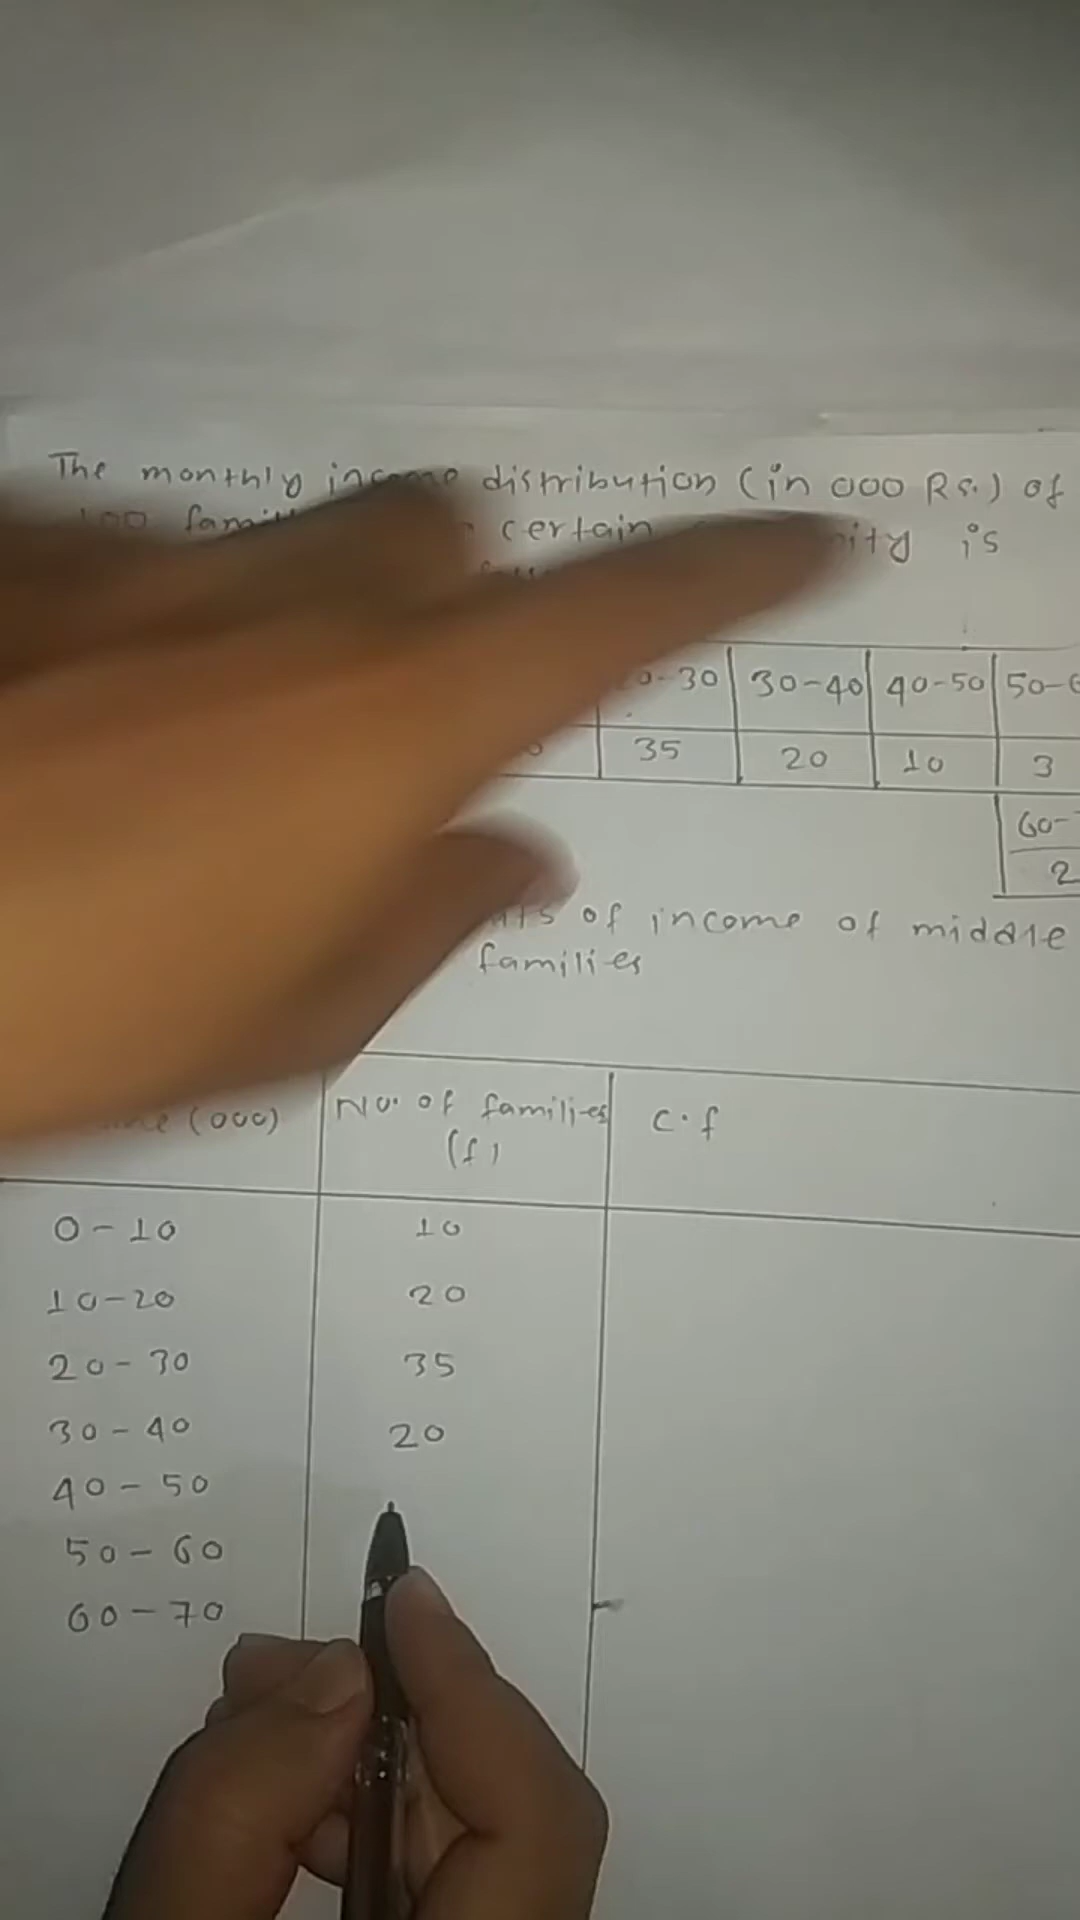 The monthly income distribution (in 000 Rs.) of
100 certain is
30 | 30-40 | 40-50 | 50-
35 | 20 | 10 | 3
60-
2
of income of middle
families
(000) | No. of families (f) | c.f
0-10 | 10
10-20 | 20
20-30 | 35
30-40 | 20
40-50
50-60
60-70